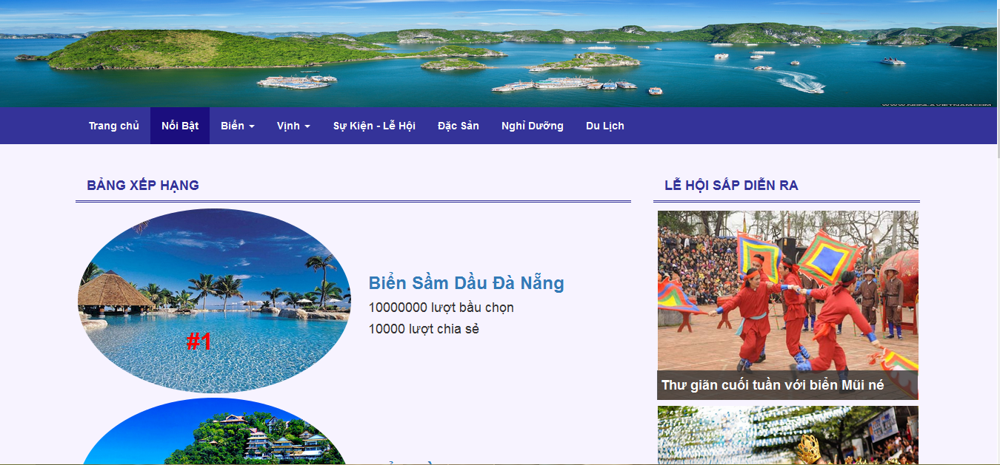 Trang chủ Nổi Bật Biển Vịnh Sự Kiện - Lễ Hội Đặc Sản Nghỉ Dưỡng Du Lịch
BẢNG XẾP HẠNG
#1
Biển Sầm Dầu Đà Nẵng
10000000 lượt bầu chọn
10000 lượt chia sẻ
LỄ HỘI SẮP DIỄN RA
Thư giãn cuối tuần với biển Mũi né